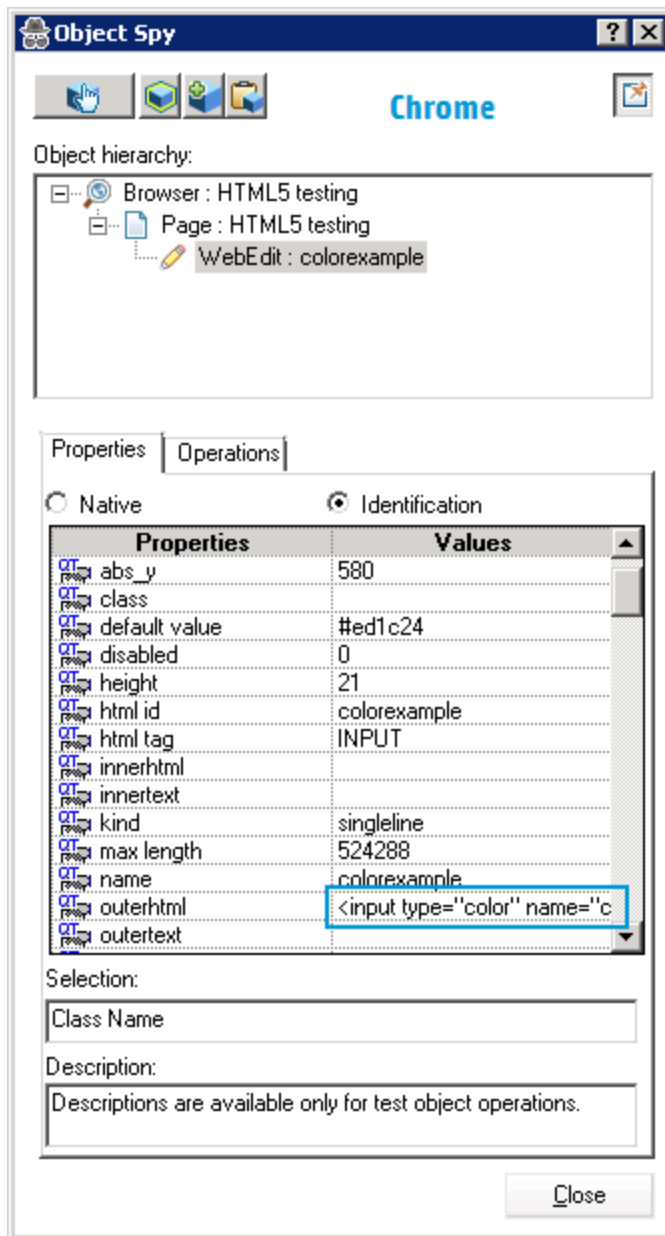 Object Spy
Chrome
Object hierarchy:
Browser : HTML5 testing
Page : HTML5 testing
WebEdit : colorexample
Properties Operations
Native Identification
Properties Values
abs_y 580
class
default value #ed1c24
disabled 0
height 21
html id colorexample
html tag INPUT
innerhtml
innertext
kind singleline
max length 524288
name colorexample
outerhtml <input type="color" name="c
outertext
Selection:
Class Name
Description:
Descriptions are available only for test object operations.
Close